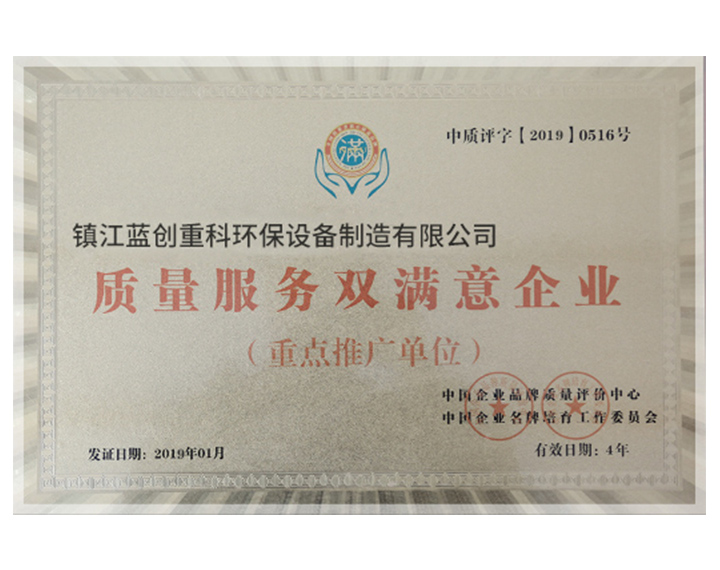 中质评字【2019】0516号
满
镇江蓝创重科环保设备制造有限公司
质量服务双满意企业
（重点推广单位）
中国企业品牌质量评价中心
中国企业名牌培育工作委员会
发证日期：2019年01月
有效日期：4年